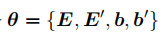 θ = {E, E′, b, b′}